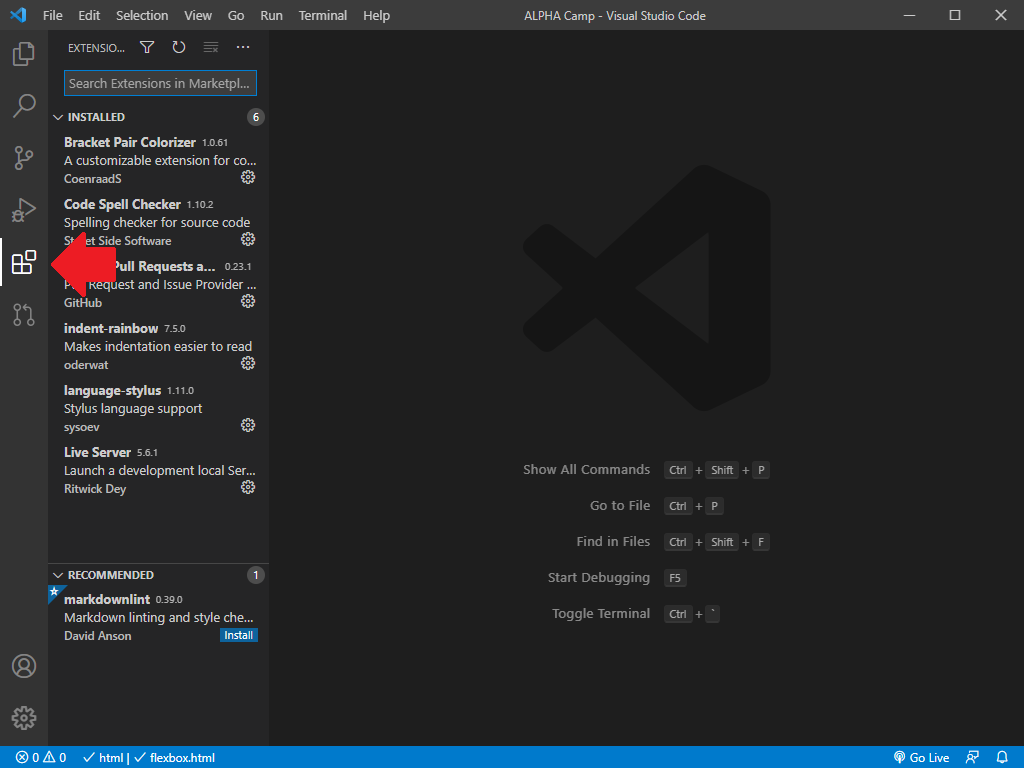 File Edit Selection View Go Run Terminal Help ALPHA Camp - Visual Studio Code
EXTENSIO...
Search Extensions in Marketpl...
INSTALLED 6
Bracket Pair Colorizer 1.0.61
A customizable extension for co...
CoenraadS
Code Spell Checker 1.10.2
Spelling checker for source code
Street Side Software
Pull Requests a... 0.23.1
Request and Issue Provider ...
GitHub
indent-rainbow 7.5.0
Makes indentation easier to read
oderwat
language-stylus 1.11.0
Stylus language support
sysoev
Live Server 5.6.1
Launch a development local Ser...
Ritwick Dey
RECOMMENDED 1
markdownlint 0.39.0
Markdown linting and style che...
David Anson Install
Show All Commands Ctrl + Shift + P
Go to File Ctrl + P
Find in Files Ctrl + Shift + F
Start Debugging F5
Toggle Terminal Ctrl + `
0 0 html | flexbox.html Go Live